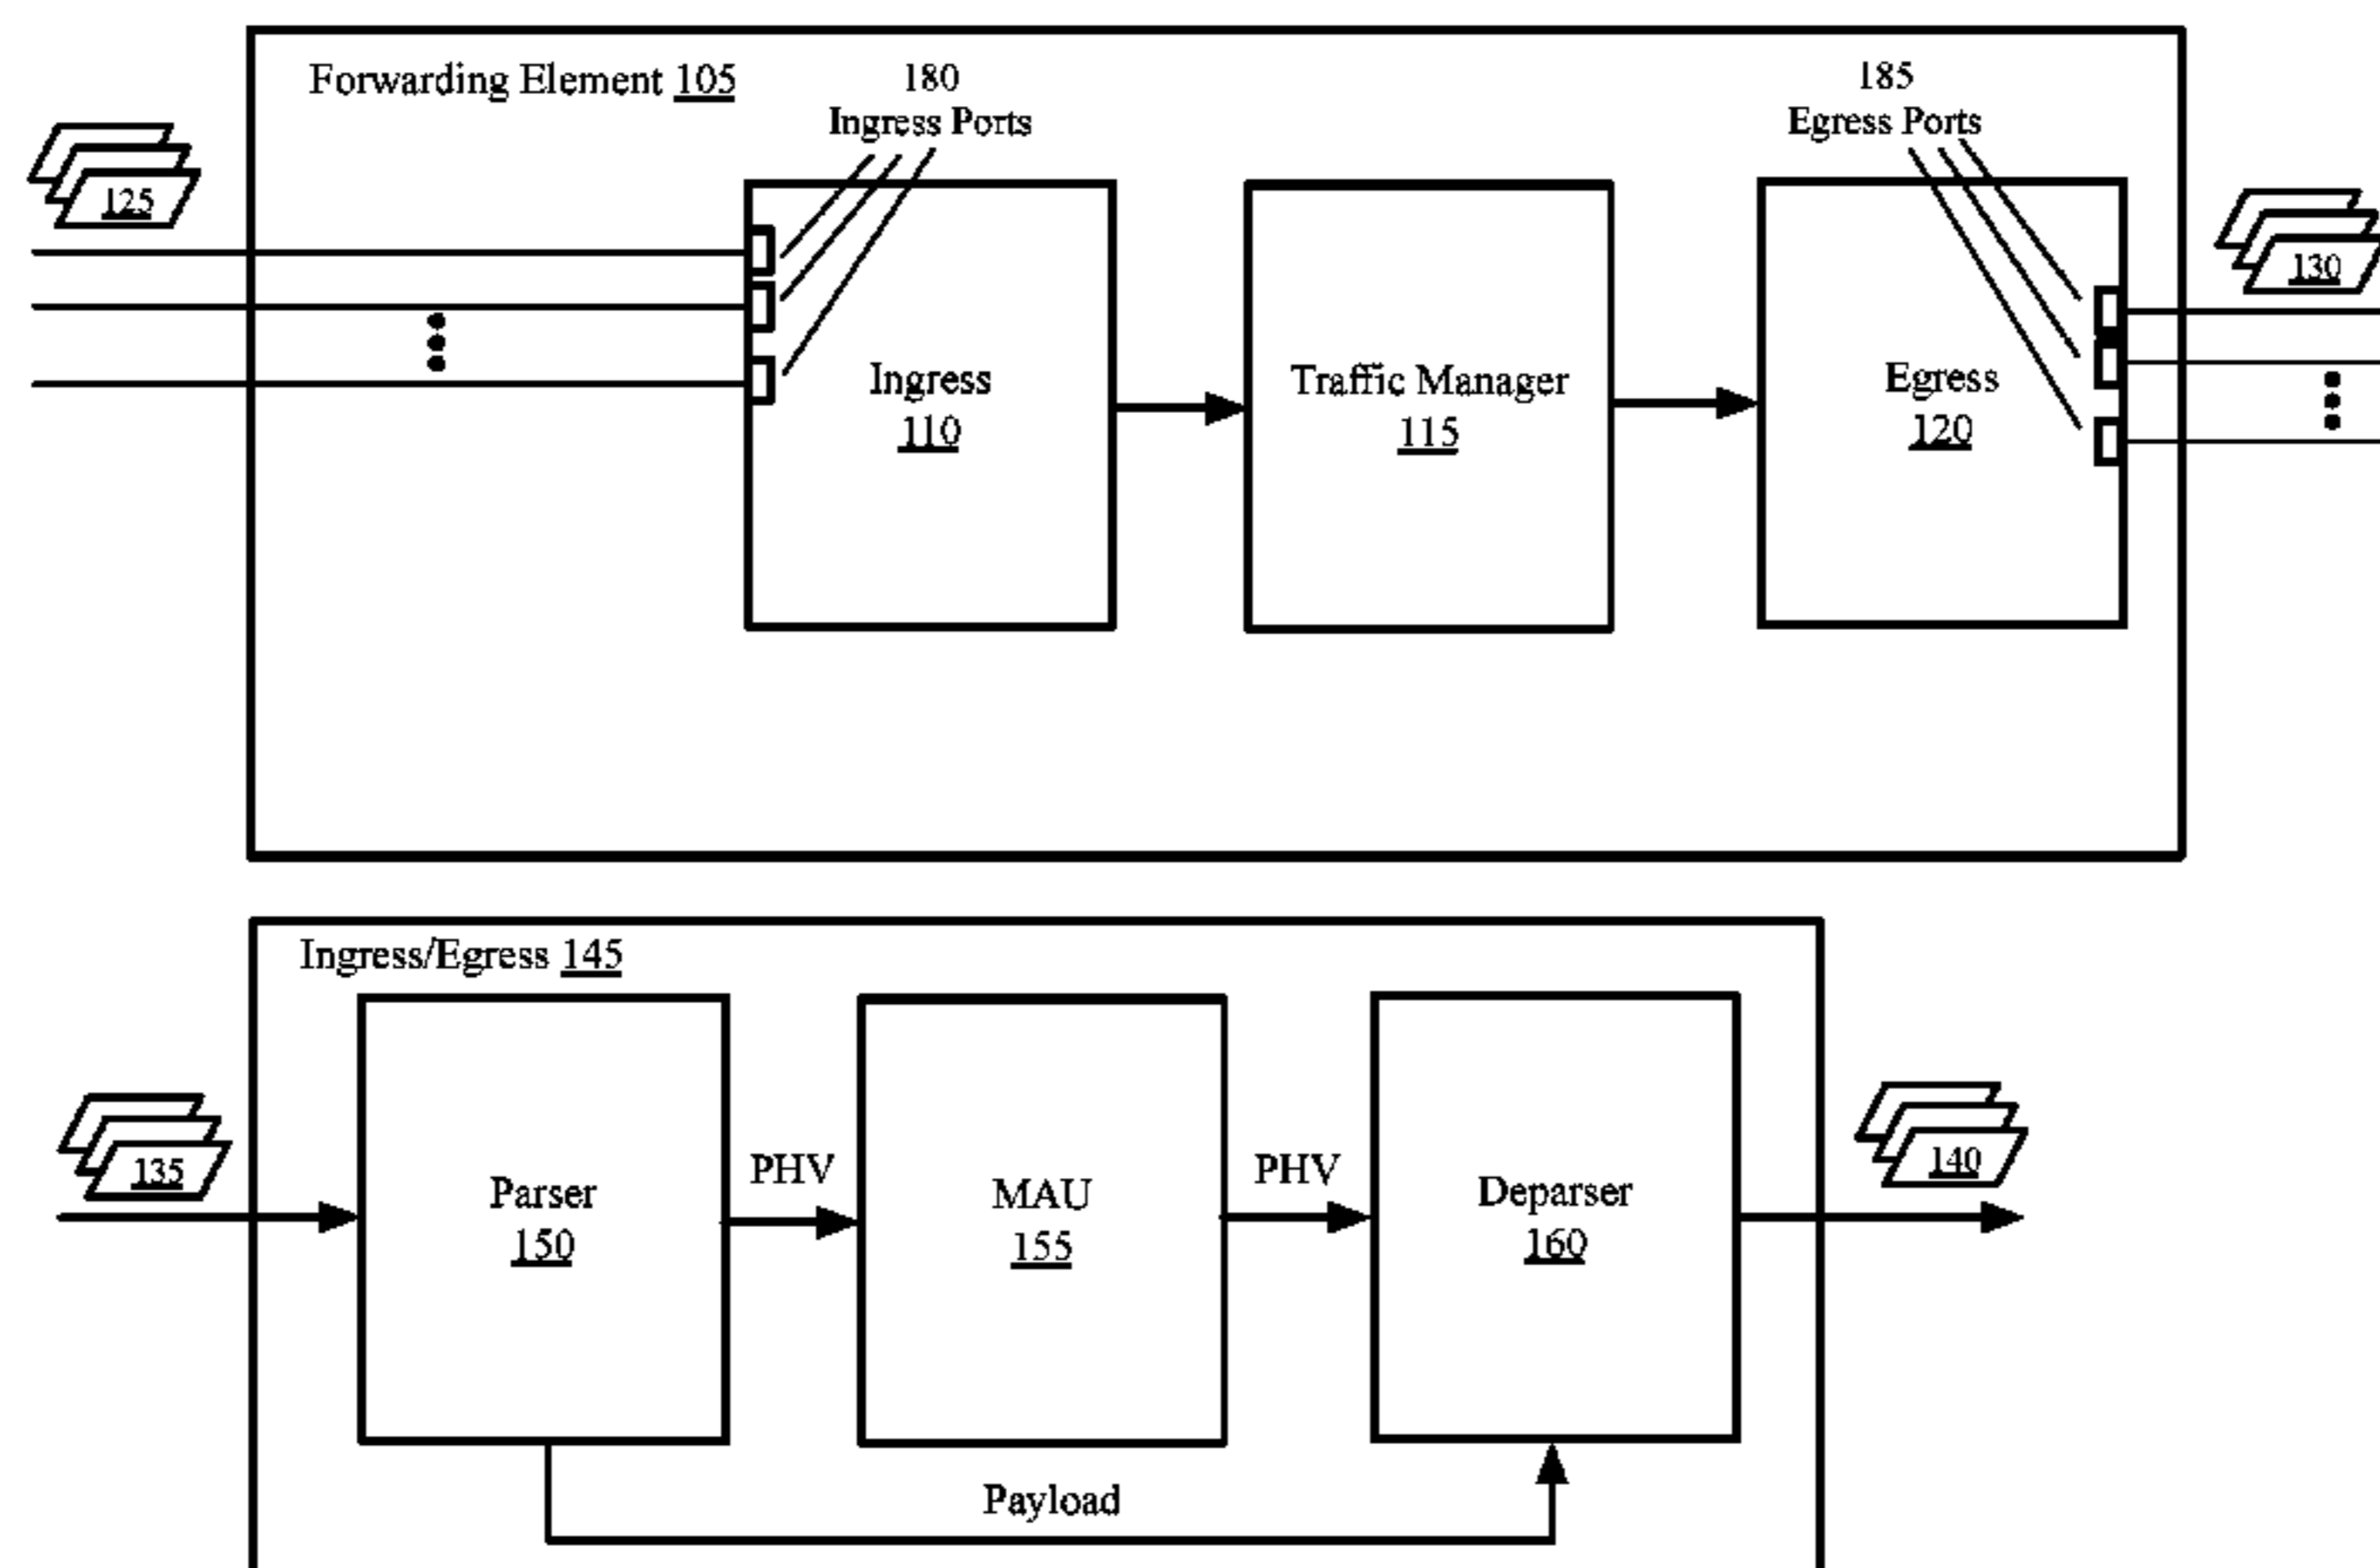 Forwarding Element 105
180
Ingress Ports
185
Egress Ports
125
130
Ingress
110
Traffic Manager
115
Egress
120
Ingress/Egress 145
135
140
Parser
150
PHV
MAU
155
PHV
Deparser
160
Payload